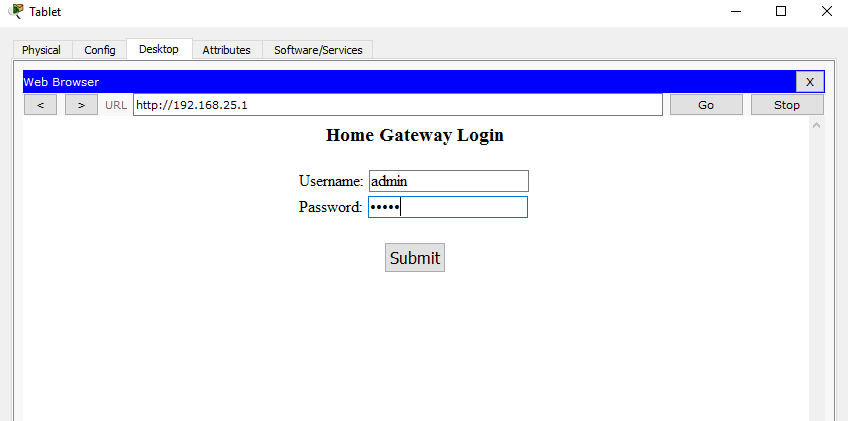 Tablet
Physical Config Desktop Attributes Software/Services
Web Browser X
< > URL http://192.168.25.1 Go Stop
Home Gateway Login
Username: admin
Password: •••••
Submit